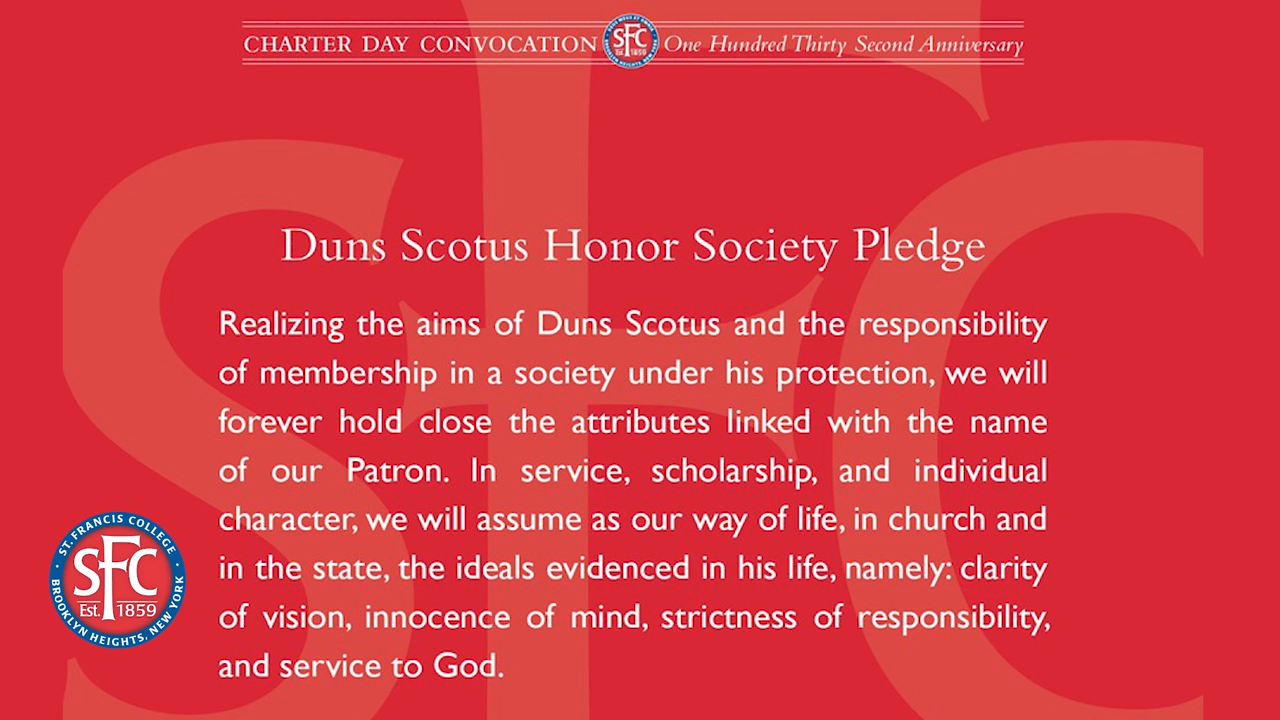 CHARTER DAY CONVOCATION SFC One Hundred Thirty Second Anniversary
Duns Scotus Honor Society Pledge
Realizing the aims of Duns Scotus and the responsibility
of membership in a society under his protection, we will
forever hold close the attributes linked with the name
of our Patron. In service, scholarship, and individual
character, we will assume as our way of life, in church and
in the state, the ideals evidenced in his life, namely: clarity
of vision, innocence of mind, strictness of responsibility,
and service to God.
ST. FRANCIS COLLEGE
SFC
Est. 1859
BROOKLYN HEIGHTS, NEW YORK
SFC